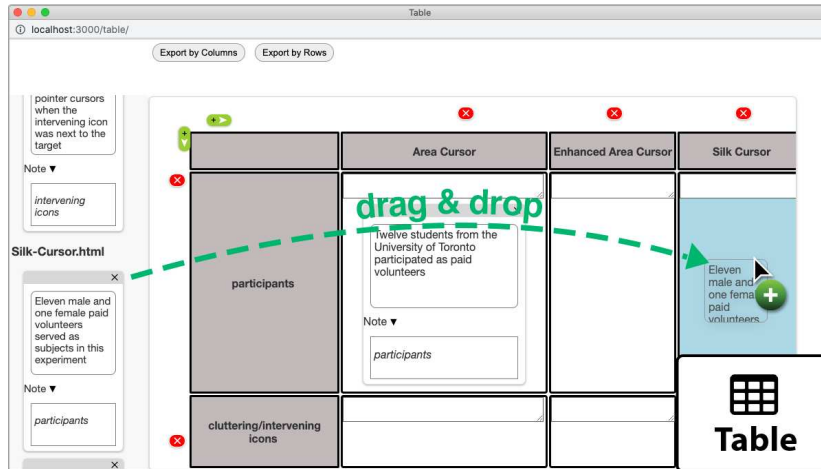 Table
localhost:3000/table/
Export by Columns
Export by Rows
pointer cursors
when the
intervening icon
was next to the
target
Note ▼
intervening
icons
Silk-Cursor.html
Eleven male and
one female paid
volunteers
served as
subjects in this
experiment
Note ▼
participants
Area Cursor
Enhanced Area Cursor
Silk Cursor
participants
drag & drop
Twelve students from the
University of Toronto
participated as paid
volunteers
Note ▼
participants
Eleven
male and
one fema
paid
volunteers
cluttering/intervening
icons
Table